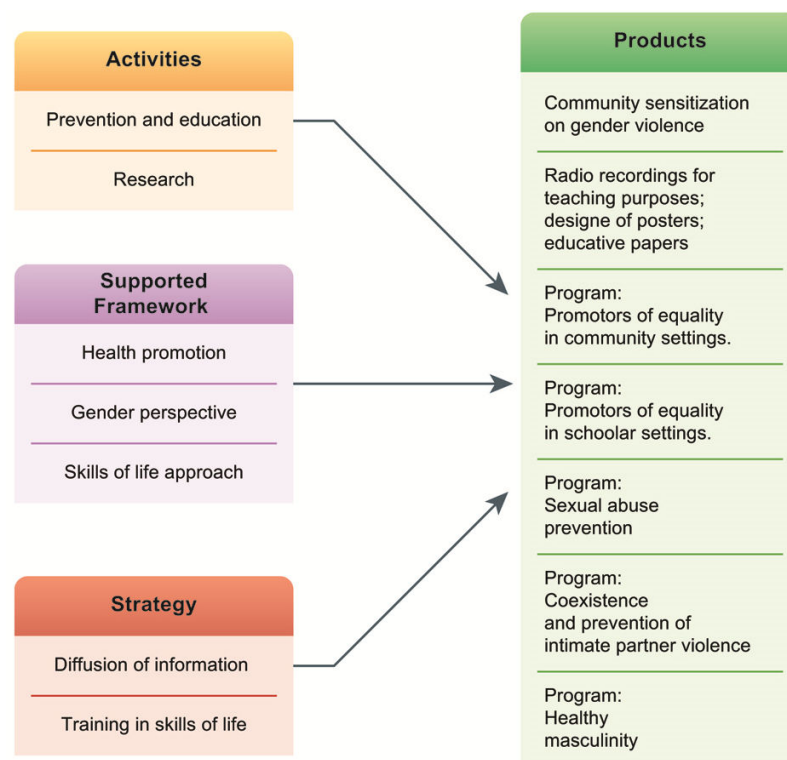 Activities
Prevention and education
Research
Supported
Framework
Health promotion
Gender perspective
Skills of life approach
Strategy
Diffusion of information
Training in skills of life
Products
Community sensitization
on gender violence
Radio recordings for
teaching purposes;
designe of posters;
educative papers
Program:
Promotors of equality
in community settings.
Program:
Promotors of equality
in schoolar settings.
Program:
Sexual abuse
prevention
Program:
Coexistence
and prevention of
intimate partner violence
Program:
Healthy
masculinity